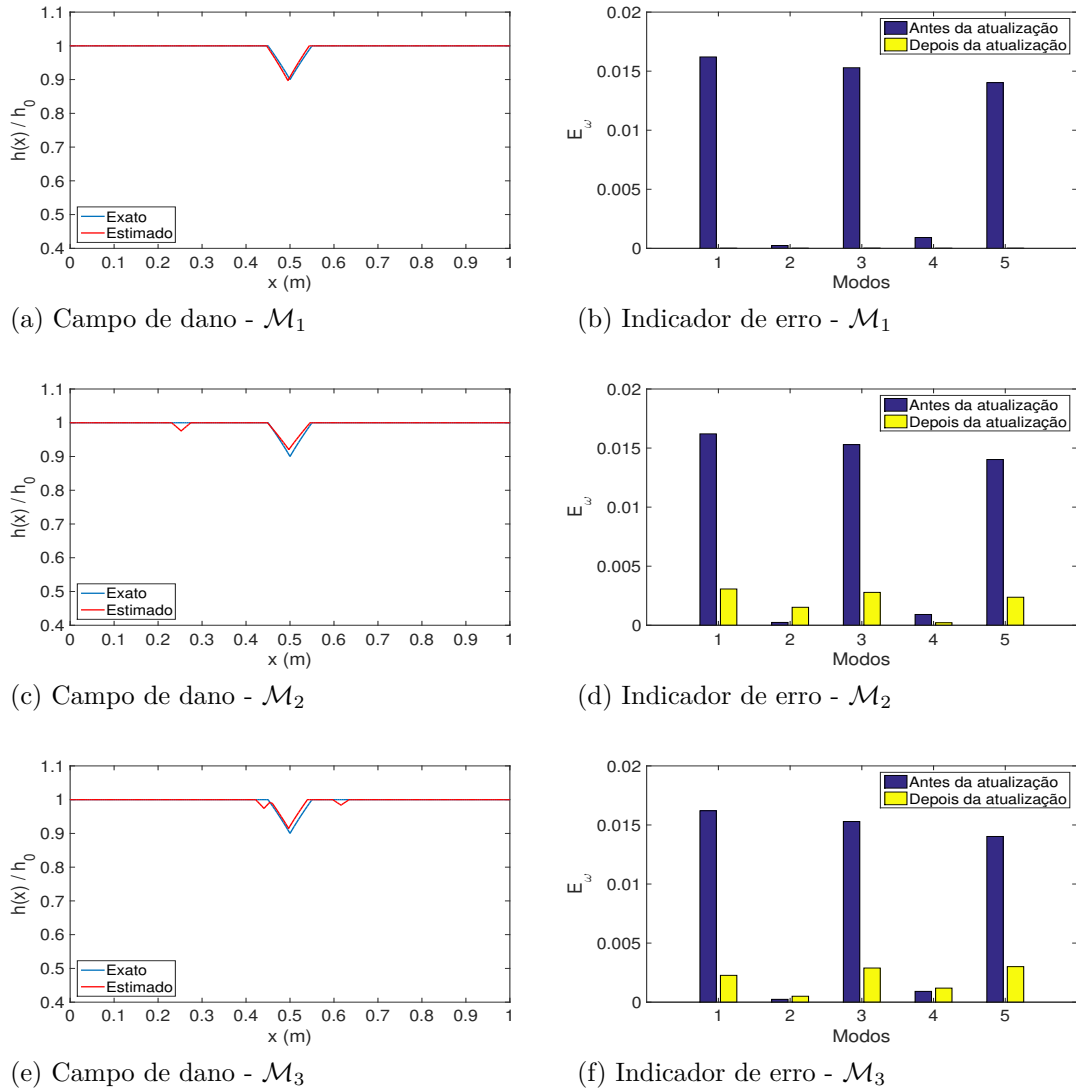 1.1
1
0.9
0.8
0.7
0.6
0.5
0.4
h(x) / h₀
Exato
Estimado
0 0.1 0.2 0.3 0.4 0.5 0.6 0.7 0.8 0.9 1
x (m)
(a) Campo de dano - ℳ₁
0.02
0.015
0.01
0.005
0
E_ω
Antes da atualização
Depois da atualização
1 2 3 4 5
Modos
(b) Indicador de erro - ℳ₁
1.1
1
0.9
0.8
0.7
0.6
0.5
0.4
h(x) / h₀
Exato
Estimado
0 0.1 0.2 0.3 0.4 0.5 0.6 0.7 0.8 0.9 1
x (m)
(c) Campo de dano - ℳ₂
0.02
0.015
0.01
0.005
0
E_ω
Antes da atualização
Depois da atualização
1 2 3 4 5
Modos
(d) Indicador de erro - ℳ₂
1.1
1
0.9
0.8
0.7
0.6
0.5
0.4
h(x) / h₀
Exato
Estimado
0 0.1 0.2 0.3 0.4 0.5 0.6 0.7 0.8 0.9 1
x (m)
(e) Campo de dano - ℳ₃
0.02
0.015
0.01
0.005
0
E_ω
Antes da atualização
Depois da atualização
1 2 3 4 5
Modos
(f) Indicador de erro - ℳ₃